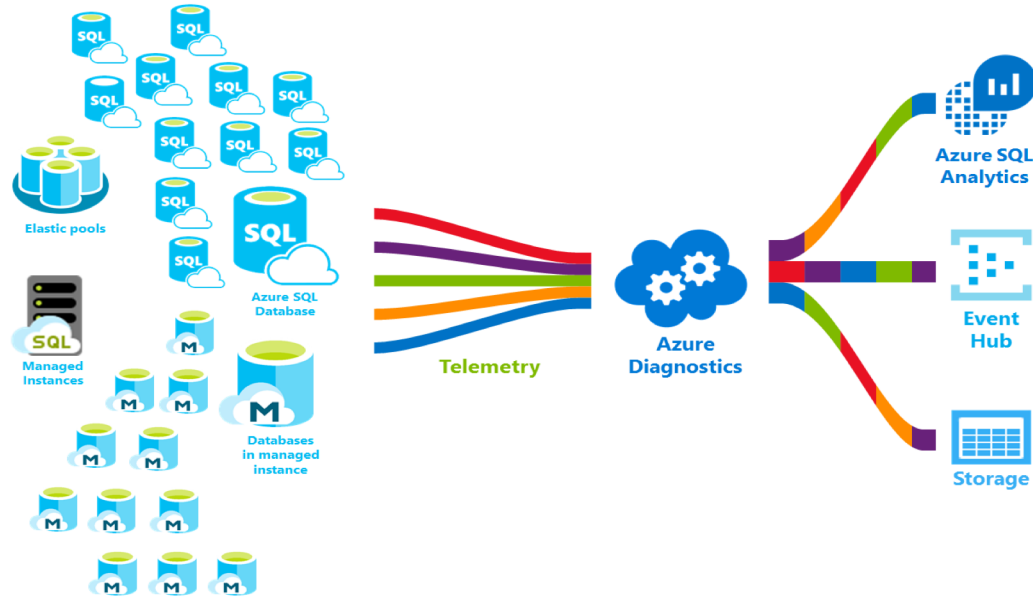 SQL
SQL
SQL
SQL
SQL
SQL
SQL
SQL
SQL
SQL
Elastic pools
SQL
SQL
Azure SQL
Database
SQL
Managed
Instances
M
M
M
M
Databases
in managed
instance
M
M
M
M
M
M
M
M
Telemetry
Azure
Diagnostics
Azure SQL
Analytics
Event
Hub
Storage